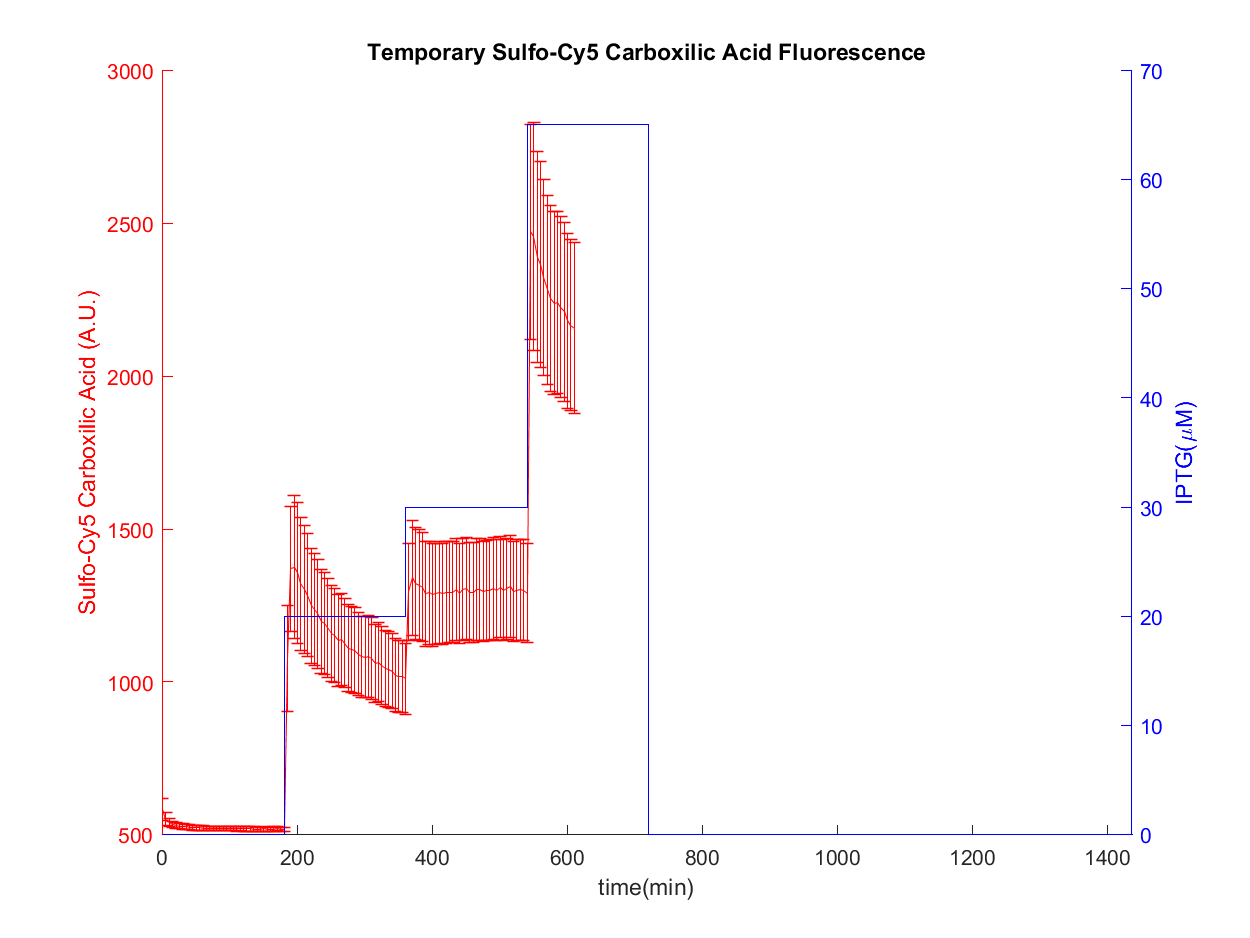 Temporary Sulfo-Cy5 Carboxilic Acid Fluorescence
3000
2500
2000
1500
1000
500
Sulfo-Cy5 Carboxilic Acid (A.U.)
70
60
50
40
30
20
10
0
IPTG(μM)
0 200 400 600 800 1000 1200 1400
time(min)